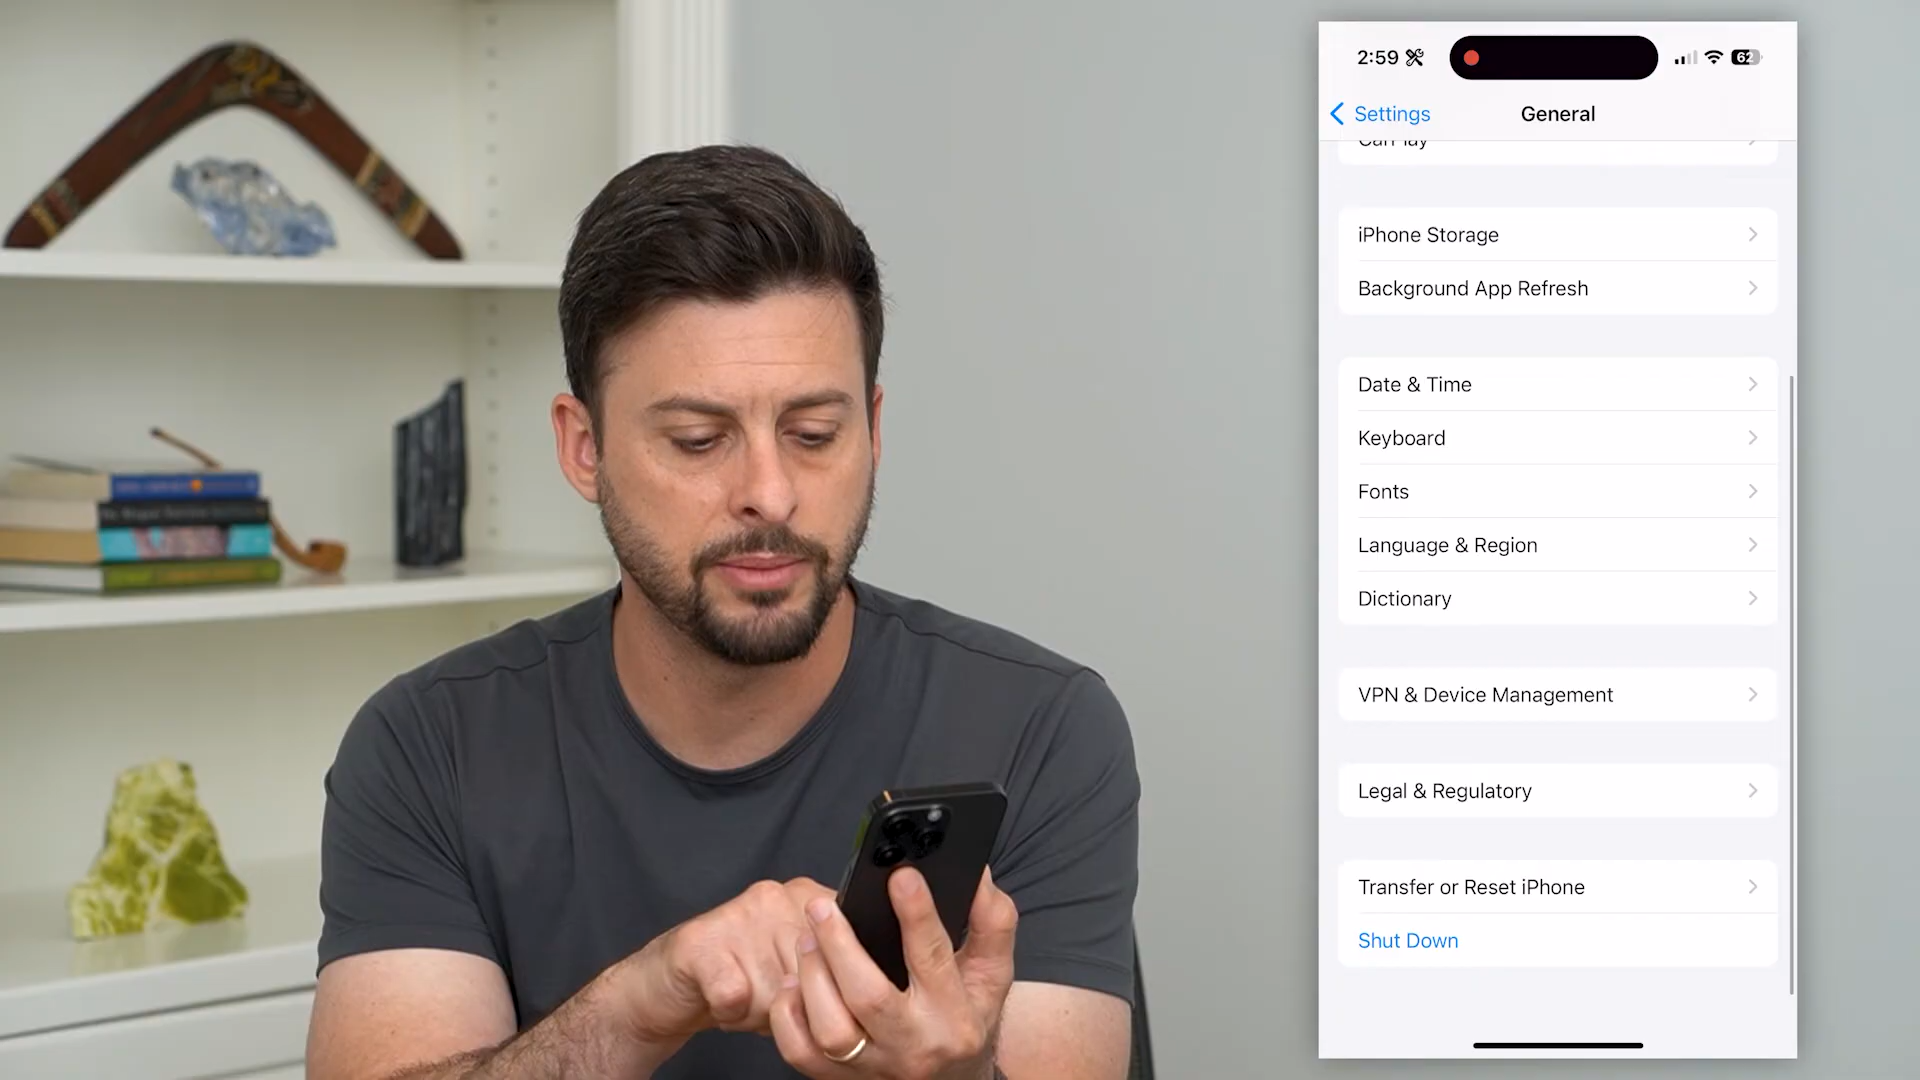 2:59
62
Settings
General
CarPlay
iPhone Storage
Background App Refresh
Date & Time
Keyboard
Fonts
Language & Region
Dictionary
VPN & Device Management
Legal & Regulatory
Transfer or Reset iPhone
Shut Down